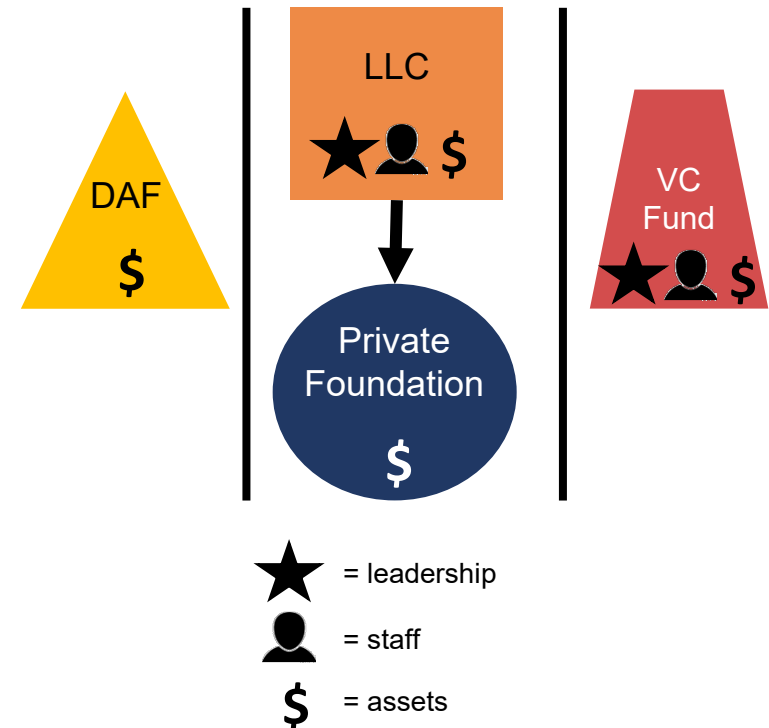 LLC
$
DAF
$
VC
Fund
$
Private
Foundation
$
= leadership
= staff
$ = assets